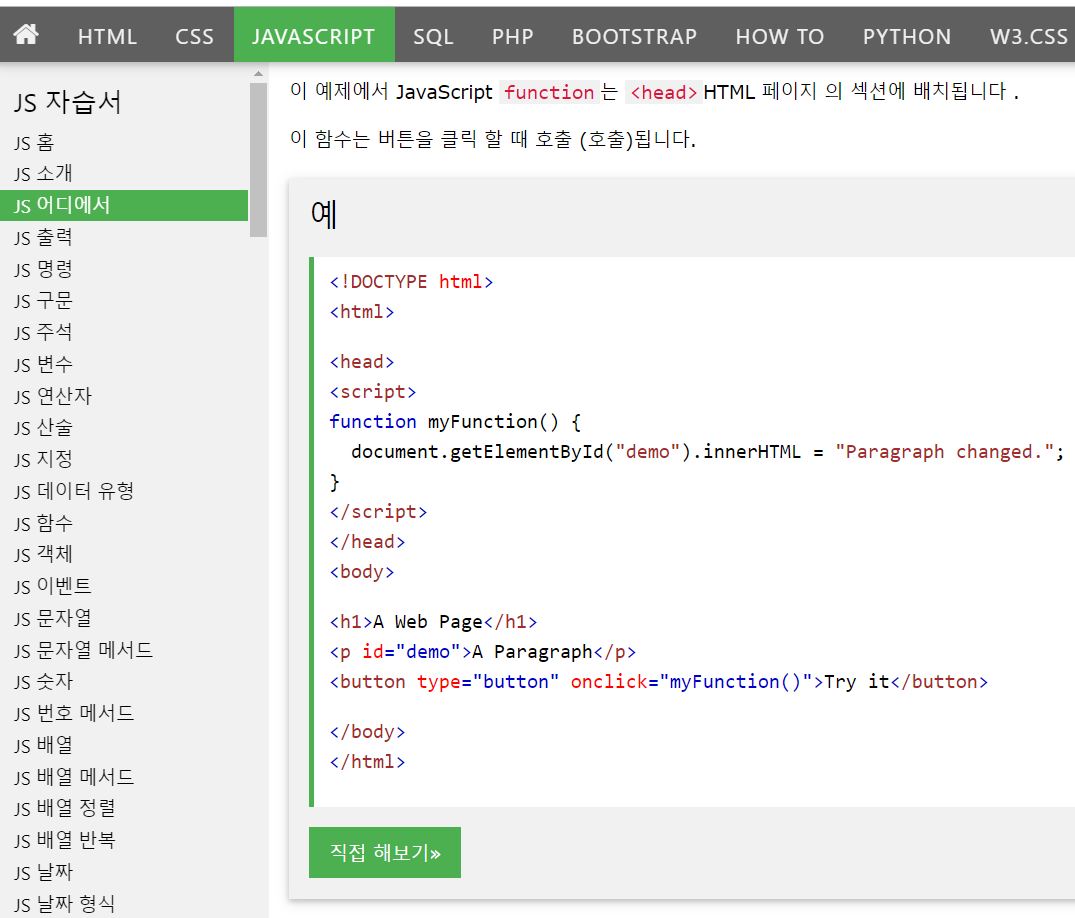 HTML CSS JAVASCRIPT SQL PHP BOOTSTRAP HOW TO PYTHON W3.CSS
JS 자습서
JS 홈
JS 소개
JS 어디에서
JS 출력
JS 명령
JS 구문
JS 주석
JS 변수
JS 연산자
JS 산술
JS 지정
JS 데이터 유형
JS 함수
JS 객체
JS 이벤트
JS 문자열
JS 문자열 메서드
JS 숫자
JS 번호 메서드
JS 배열
JS 배열 메서드
JS 배열 정렬
JS 배열 반복
JS 날짜
JS 날짜 형식
이 예제에서 JavaScript function 는 <head> HTML 페이지 의 섹션에 배치됩니다 .
이 함수는 버튼을 클릭 할 때 호출 (호출)됩니다.
예
<!DOCTYPE html>
<html>
<head>
<script>
function myFunction() {
  document.getElementById("demo").innerHTML = "Paragraph changed.";
}
</script>
</head>
<body>
<h1>A Web Page</h1>
<p id="demo">A Paragraph</p>
<button type="button" onclick="myFunction()">Try it</button>
</body>
</html>
직접 해보기»